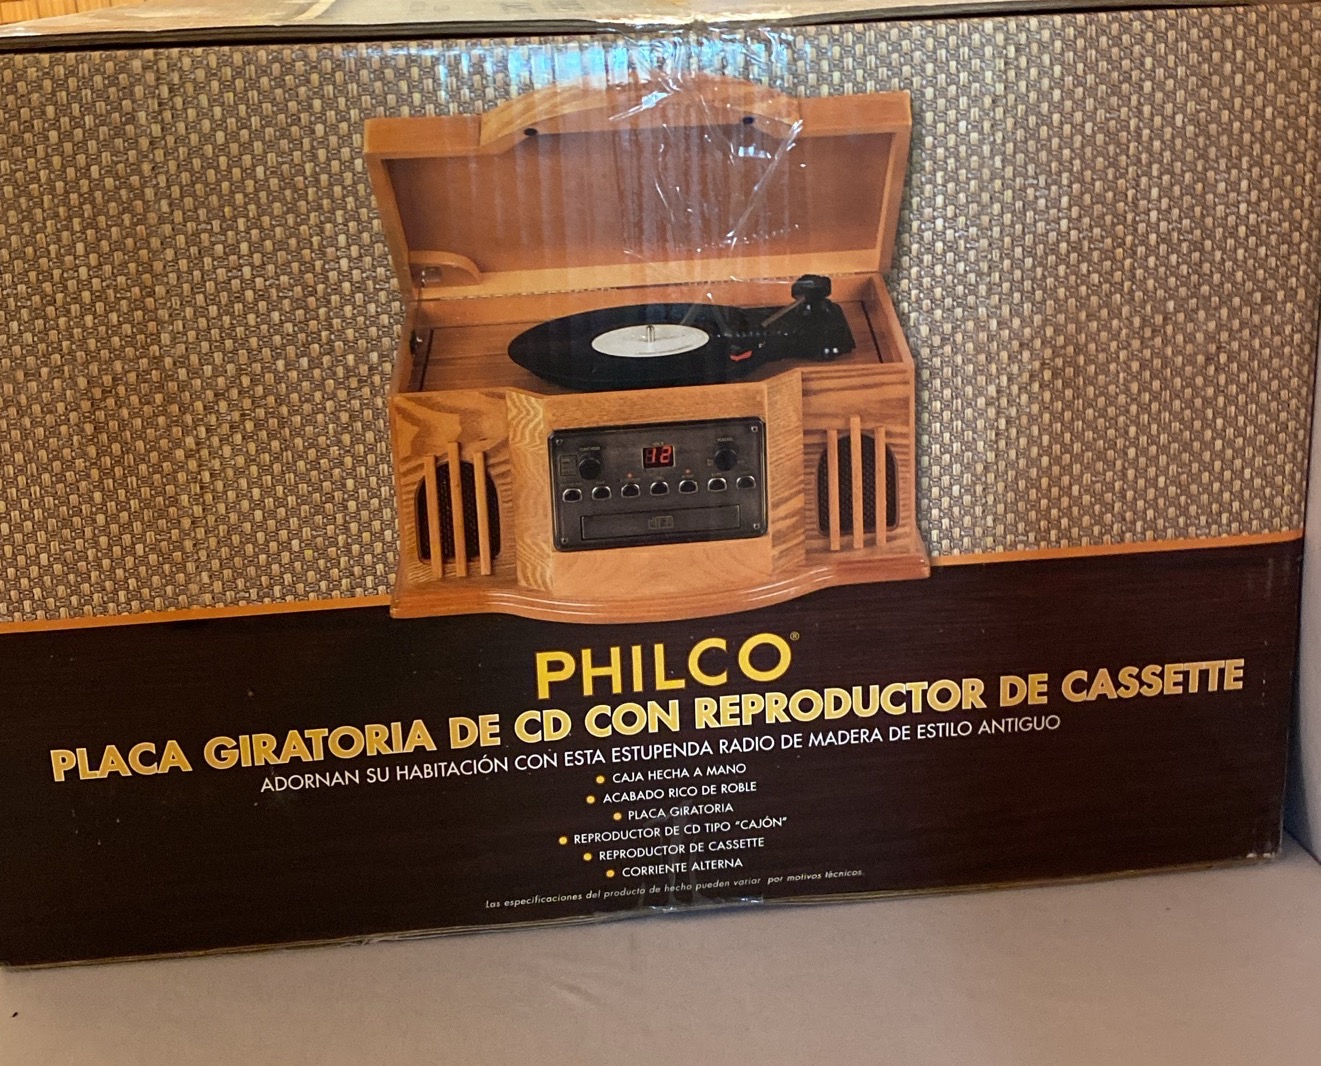 12
PHILCO®
PLACA GIRATORIA DE CD CON REPRODUCTOR DE CASSETTE
ADORNAN SU HABITACIÓN CON ESTA ESTUPENDA RADIO DE MADERA DE ESTILO ANTIGUO
CAJA HECHA A MANO
ACABADO RICO DE ROBLE
PLACA GIRATORIA
REPRODUCTOR DE CD TIPO "CAJÓN"
REPRODUCTOR DE CASSETTE
CORRIENTE ALTERNA
Las especificaciones del producto de hecho pueden variar por motivos técnicos.